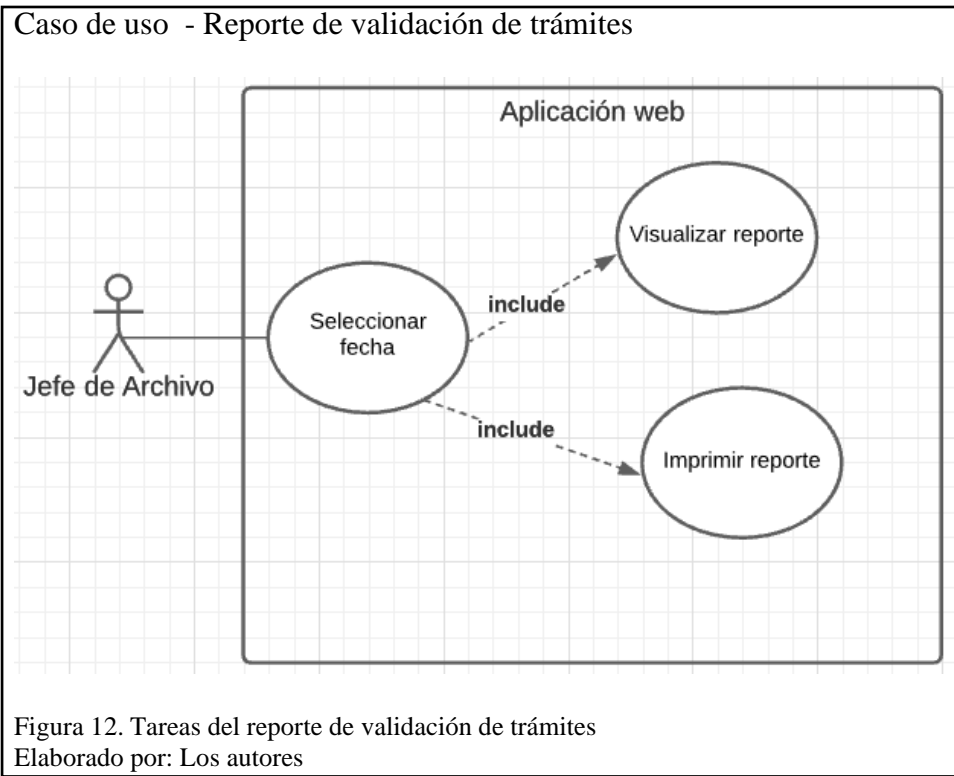 Caso de uso - Reporte de validación de trámites
Aplicación web
Visualizar reporte
include
Seleccionar
fecha
Jefe de Archivo
include
Imprimir reporte
Figura 12. Tareas del reporte de validación de trámites
Elaborado por: Los autores